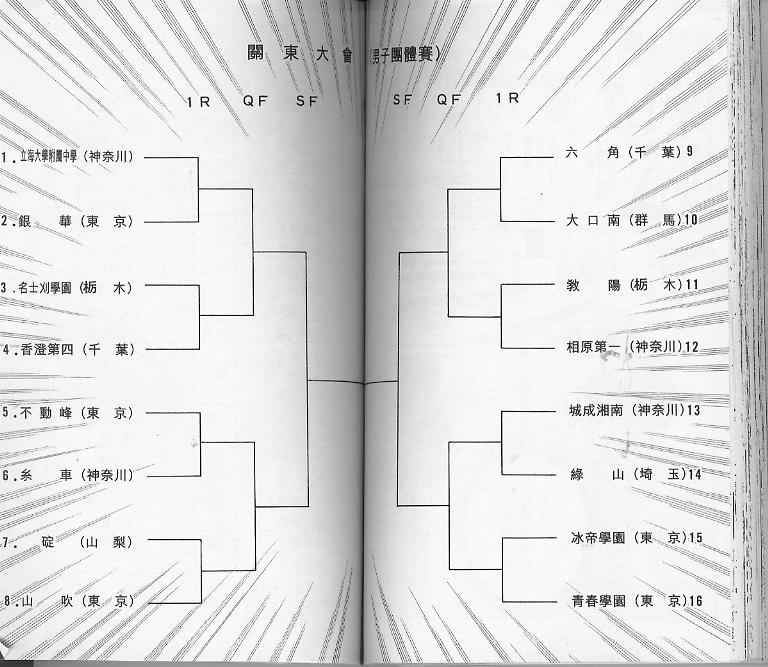 關東大會(男子團體賽)
1R QF SF
SF QF 1R
1.立海大學附屬中學(神奈川)
2.銀華(東京)
3.名士刈學園(栃木)
4.香澄第四(千葉)
5.不動峰(東京)
6.糸車(神奈川)
7.碇(山梨)
8.山吹(東京)
六角(千葉)9
大口南(群馬)10
敦陽(栃木)11
相原第一(神奈川)12
城成湘南(神奈川)13
綠山(埼玉)14
冰帝學園(東京)15
青春學園(東京)16